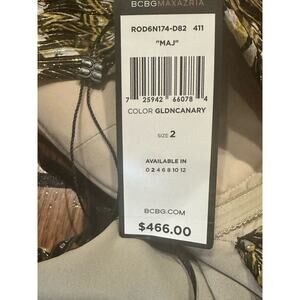 BCBGMAXAZRIA
ROD6N174-D82 411
"MAJ"
7 25942 66078 4
COLOR GLDNCANARY
SIZE 2
AVAILABLE IN
0 2 4 6 8 10 12
BCBG.COM
$466.00